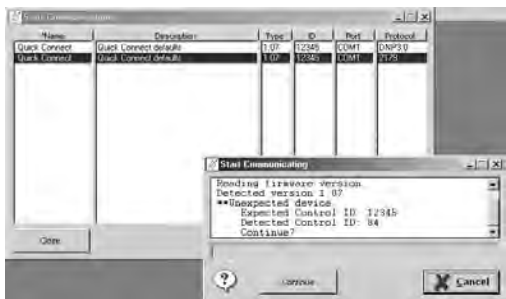 Start Communications
Name Description Type ID Port Protocol
Quick Connect Quick Connect defaults 1.07 12345 COM1 DNP3.0
Quick Connect Quick Connect defaults 1.07 12345 COM1 2179
Start Communicating
Reading firmware version
Detected version 1 07
**Unexpected device
Expected Control ID: 12345
Detected Control ID: 84
Continue?
Close
?
Continue
Cancel